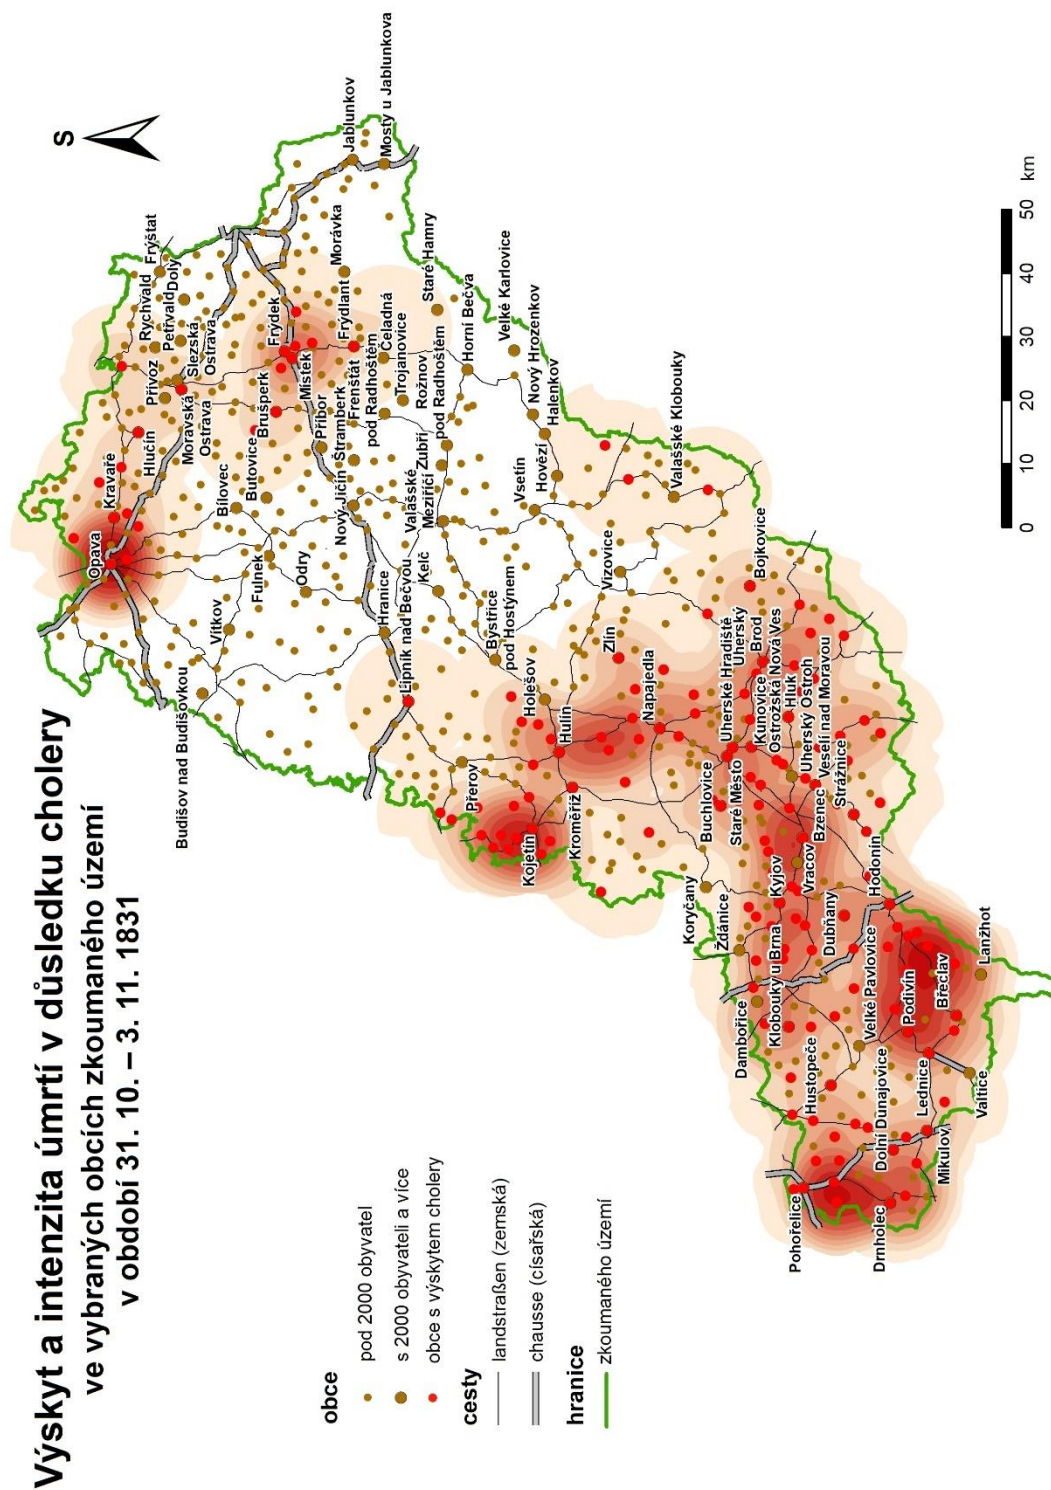 Výskyt a intenzita úmrtí v důsledku cholery
ve vybraných obcích zkoumaného území
v období 31. 10. – 3. 11. 1831
S
obce
pod 2000 obyvatel
s 2000 obyvateli a více
obce s výskytem cholery
cesty
landstraßen (zemská)
chausse (císařská)
hranice
zkoumaného území
Opava
Kravaře
Hlučín
Přívoz
Rychvald
Petřvald
Doly
Fryštat
Slezská
Ostrava
Moravská
Ostrava
Budišov nad Budišovkou
Vítkov
Bílovec
Butovice
Brušperk
Frýdek
Místek
Fulnek
Odry
Nový Jičín
Příbor
Štramberk
Frenštát
pod Radhoštěm
Frýdlant
Morávka
Čeladná
Trojanovice
Jablunkov
Mosty u Jablunkova
Staré Hamry
Hranice
Lipník nad Bečvou
Kelč
Valašské
Meziříčí
Zubří
Rožnov
pod Radhoštěm
Horní Bečva
Velké Karlovice
Nový Hrozenkov
Halenkov
Hovězí
Vsetín
Bystřice
pod Hostýnem
Holešov
Přerov
Hulín
Kojetín
Kroměříž
Zlín
Vizovice
Valašské Klobouky
Napajedla
Buchlovice
Staré Město
Uherské Hradiště
Uherský
Brod
Bojkovice
Kunovice
Ostrožská Nová Ves
Hluk
Uherský Ostroh
Veselí nad Moravou
Strážnice
Bzenec
Vracov
Kyjov
Koryčany
Ždánice
Dubňany
Hodonín
Dambořice
Klobouky u Brna
Velké Pavlovice
Hustopeče
Podivín
Břeclav
Lanžhot
Lednice
Valtice
Dolní Dunajovice
Mikulov
Drnholec
Pohořelice
0
10
20
30
40
50
km